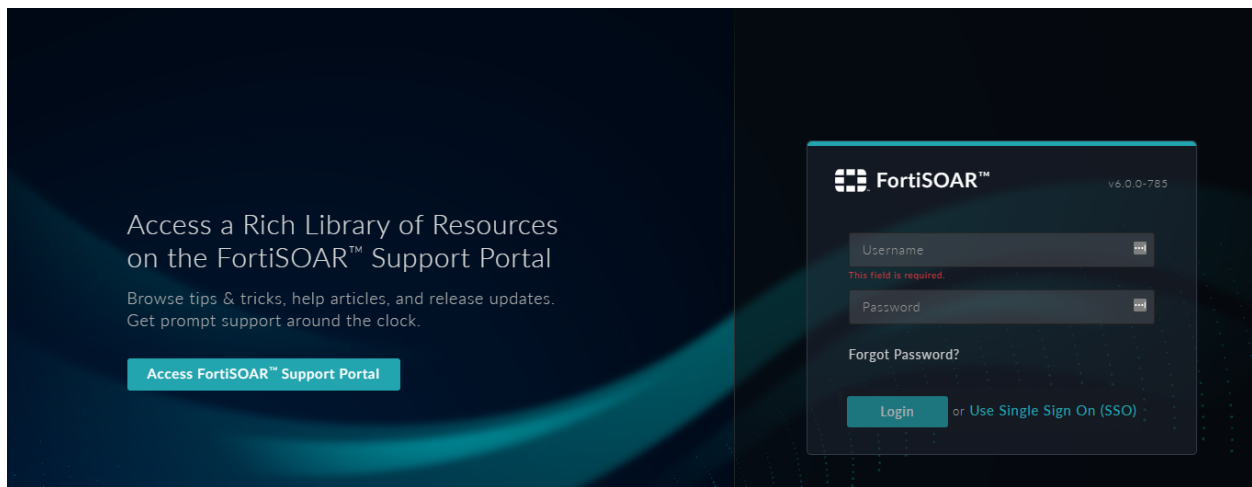 Access a Rich Library of Resources
on the FortiSOAR™ Support Portal
Browse tips & tricks, help articles, and release updates.
Get prompt support around the clock.
Access FortiSOAR™ Support Portal
FortiSOAR™
v6.0.0-785
Username
This field is required.
Password
Forgot Password?
Login or Use Single Sign On (SSO)